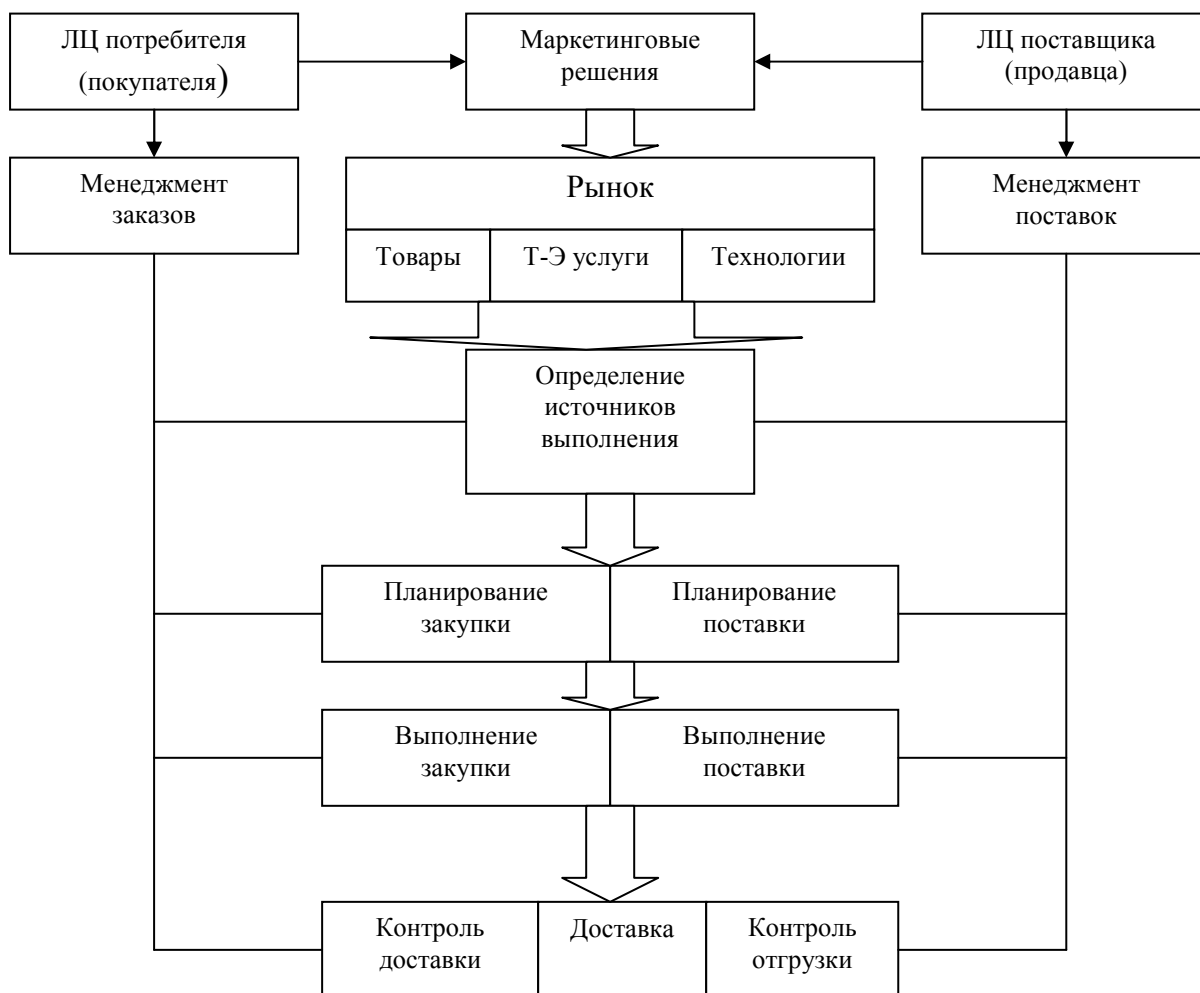 ЛЦ потребителя
(покупателя)
Маркетинговые
решения
ЛЦ поставщика
(продавца)
Менеджмент
заказов
Рынок
Менеджмент
поставок
Товары
Т-Э услуги
Технологии
Определение
источников
выполнения
Планирование
закупки
Планирование
поставки
Выполнение
закупки
Выполнение
поставки
Контроль
доставки
Доставка
Контроль
отгрузки